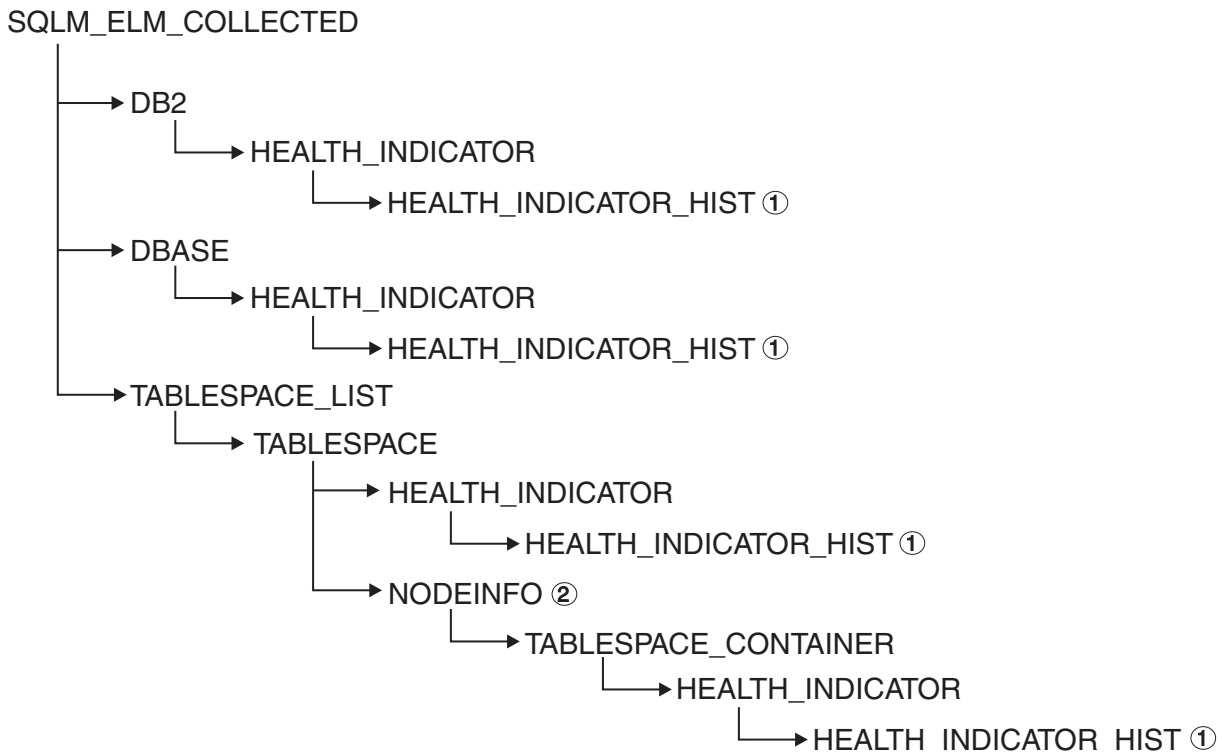 SQLM_ELM_COLLECTED
DB2
HEALTH_INDICATOR
HEALTH_INDICATOR_HIST ①
DBASE
HEALTH_INDICATOR
HEALTH_INDICATOR_HIST ①
TABLESPACE_LIST
TABLESPACE
HEALTH_INDICATOR
HEALTH_INDICATOR_HIST ①
NODEINFO ②
TABLESPACE_CONTAINER
HEALTH_INDICATOR
HEALTH_INDICATOR_HIST ①